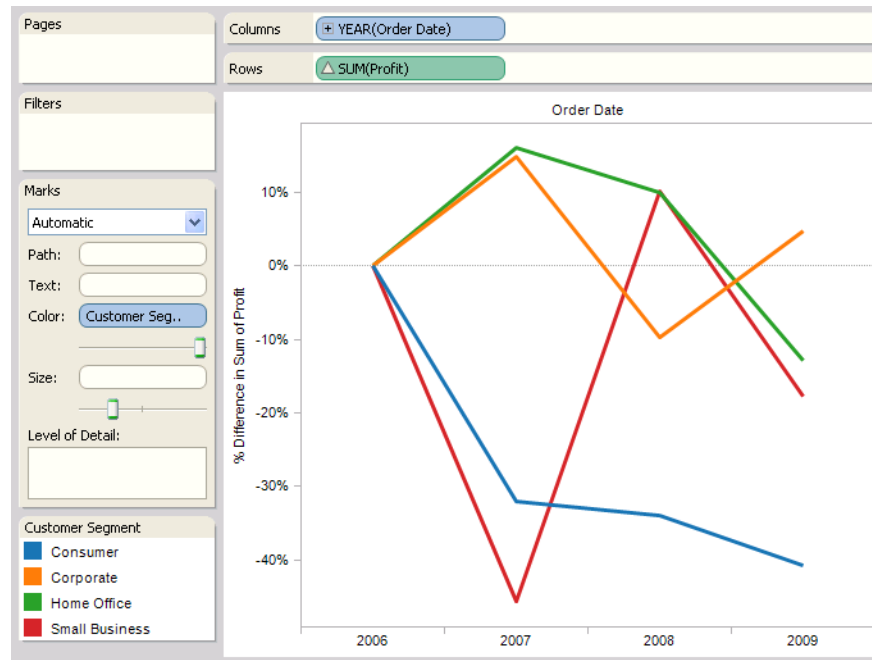 Pages
Columns
YEAR(Order Date)
Rows
SUM(Profit)
Filters
Marks
Automatic
Path:
Text:
Color:
Customer Seg..
Size:
Level of Detail:
Customer Segment
Consumer
Corporate
Home Office
Small Business
Order Date
% Difference in Sum of Profit
10%
0%
-10%
-20%
-30%
-40%
2006 2007 2008 2009